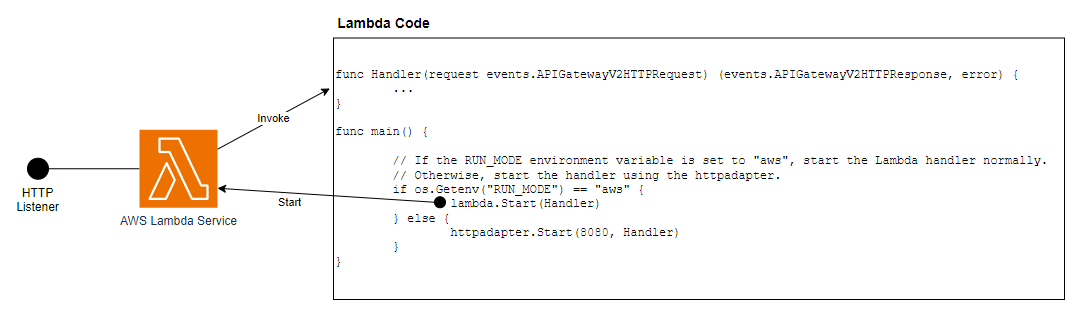 Lambda Code
func Handler(request events.APIGatewayV2HTTPRequest) (events.APIGatewayV2HTTPResponse, error) {
...
}
func main() {
// If the RUN_MODE environment variable is set to "aws", start the Lambda handler normally.
// Otherwise, start the handler using the httpadapter.
if os.Getenv("RUN_MODE") == "aws" {
lambda.Start(Handler)
} else {
httpadapter.Start(8080, Handler)
}
}
Invoke
Start
HTTP
Listener
AWS Lambda Service